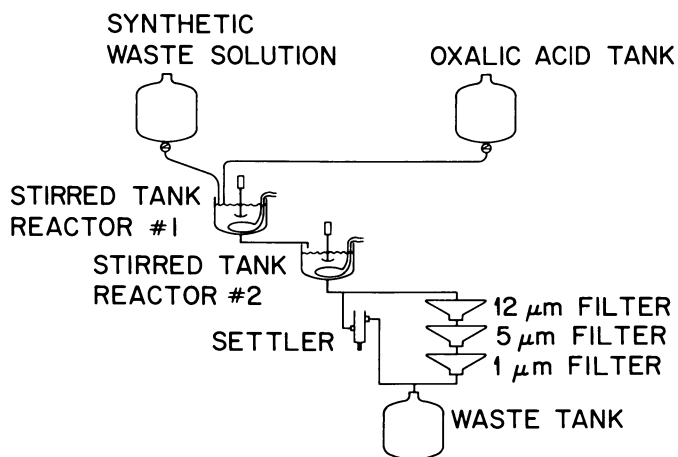 SYNTHETIC
WASTE SOLUTION
OXALIC ACID TANK
STIRRED TANK
REACTOR #1
STIRRED TANK
REACTOR #2
12 μm FILTER
5 μm FILTER
1 μm FILTER
SETTLER
WASTE TANK